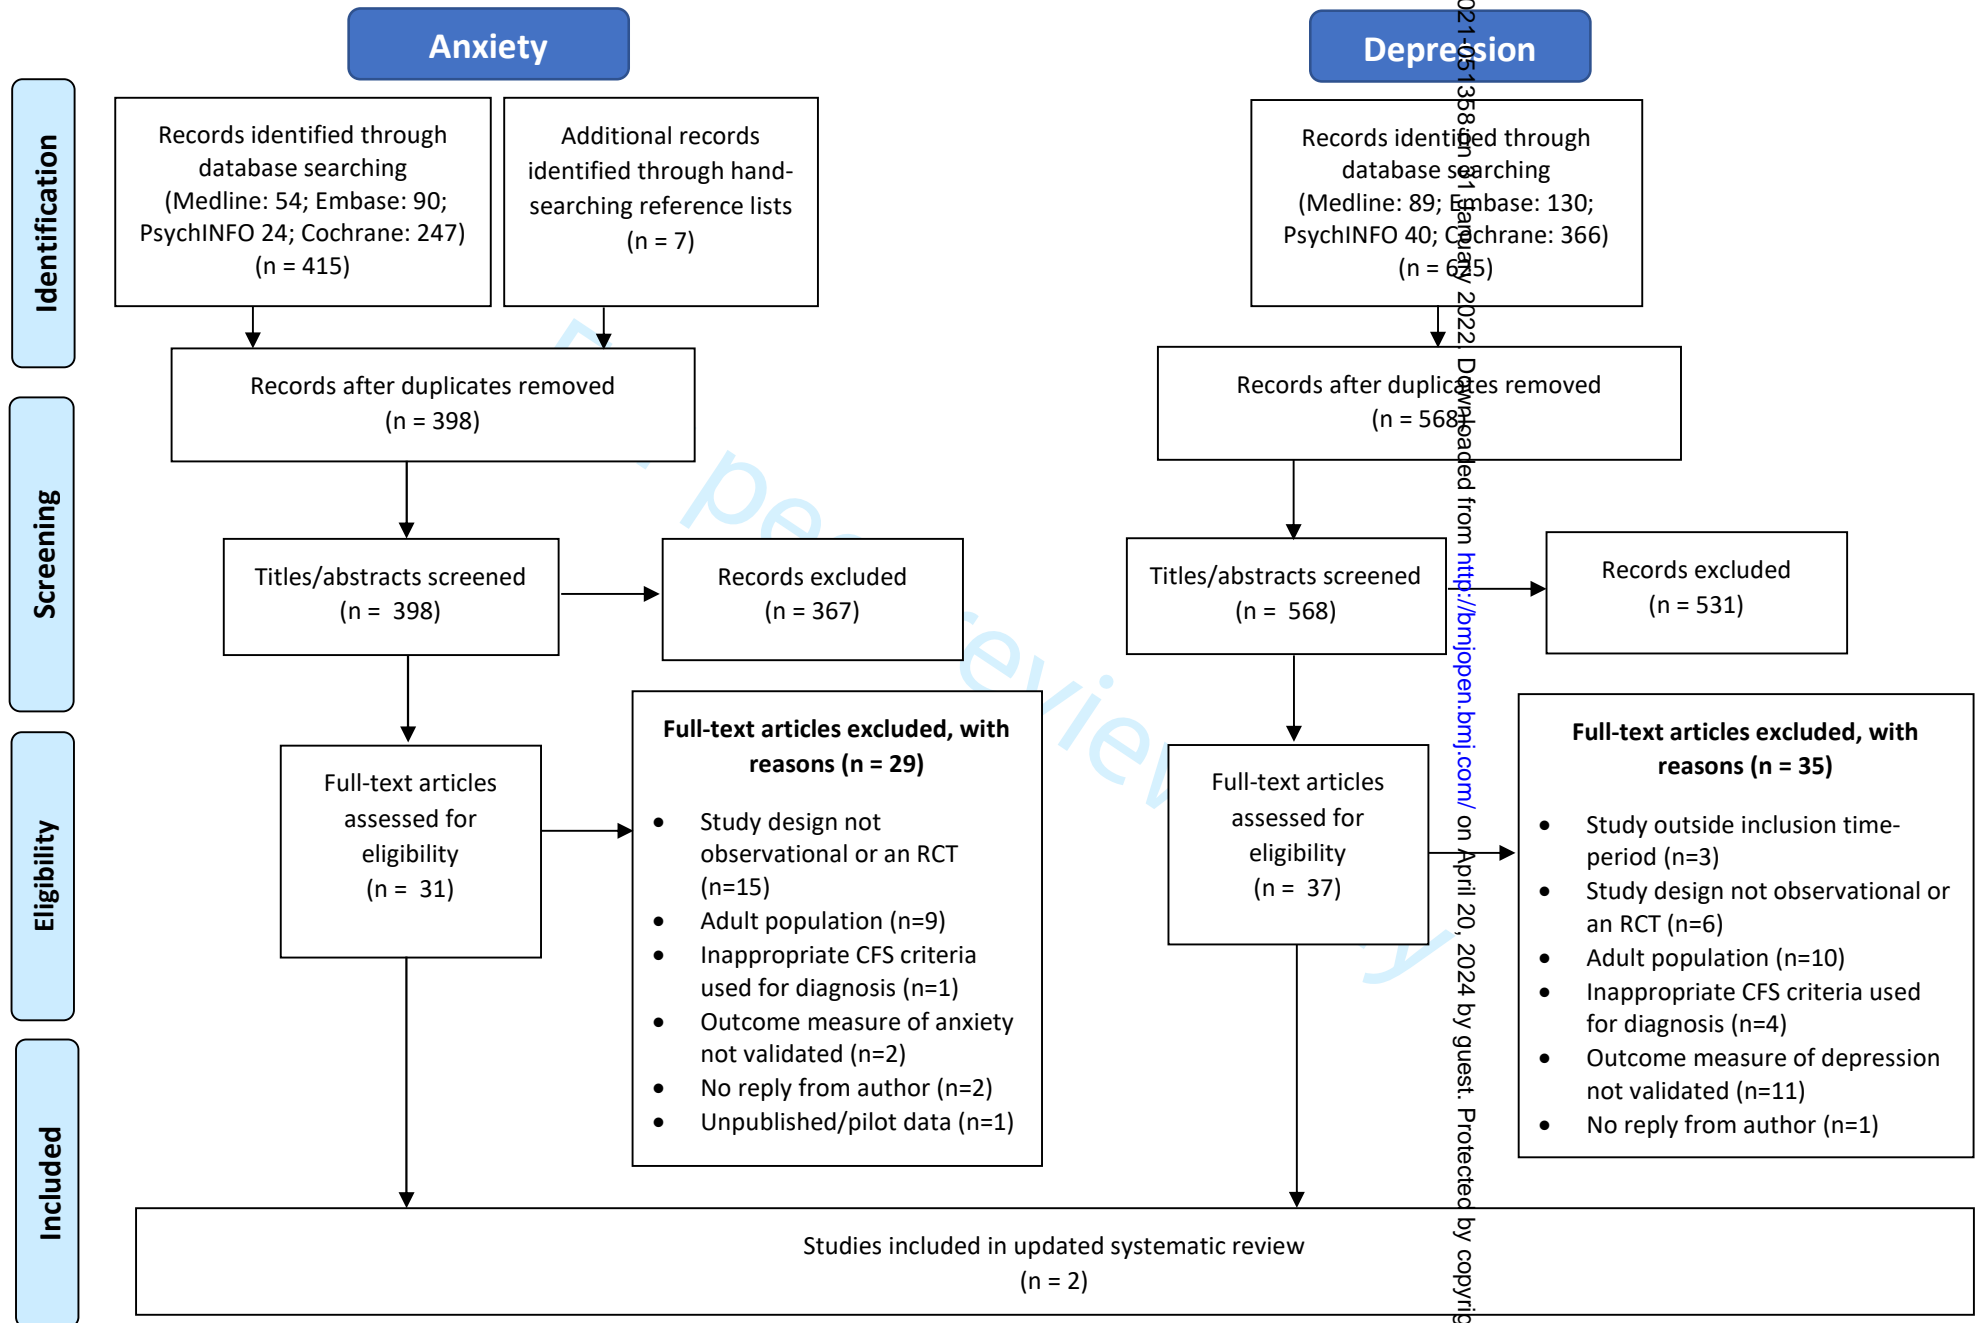 Anxiety
Depression
Identification
Records identified through
database searching
(Medline: 54; Embase: 90;
PsychINFO 24; Cochrane: 247)
(n = 415)
Additional records
identified through hand-
searching reference lists
(n = 7)
Records identified through
database searching
(Medline: 89; Embase: 130;
PsychINFO 40; Cochrane: 366)
(n = 625)
Records after duplicates removed
(n = 398)
Records after duplicates removed
(n = 568)
Screening
Titles/abstracts screened
(n = 398)
Records excluded
(n = 367)
Titles/abstracts screened
(n = 568)
Records excluded
(n = 531)
Eligibility
Full-text articles
assessed for
eligibility
(n = 31)
Full-text articles excluded, with
reasons (n = 29)
• Study design not
observational or an RCT
(n=15)
• Adult population (n=9)
• Inappropriate CFS criteria
used for diagnosis (n=1)
• Outcome measure of anxiety
not validated (n=2)
• No reply from author (n=2)
• Unpublished/pilot data (n=1)
Full-text articles
assessed for
eligibility
(n = 37)
Full-text articles excluded, with
reasons (n = 35)
• Study outside inclusion time-
period (n=3)
• Study design not observational or
an RCT (n=6)
• Adult population (n=10)
• Inappropriate CFS criteria used
for diagnosis (n=4)
• Outcome measure of depression
not validated (n=11)
• No reply from author (n=1)
Included
Studies included in updated systematic review
(n = 2)
peer review only
021-051358 on 31 January 2022. Downloaded from http://bmjopen.bmj.com/ on April 20, 2024 by guest. Protected by copyrig